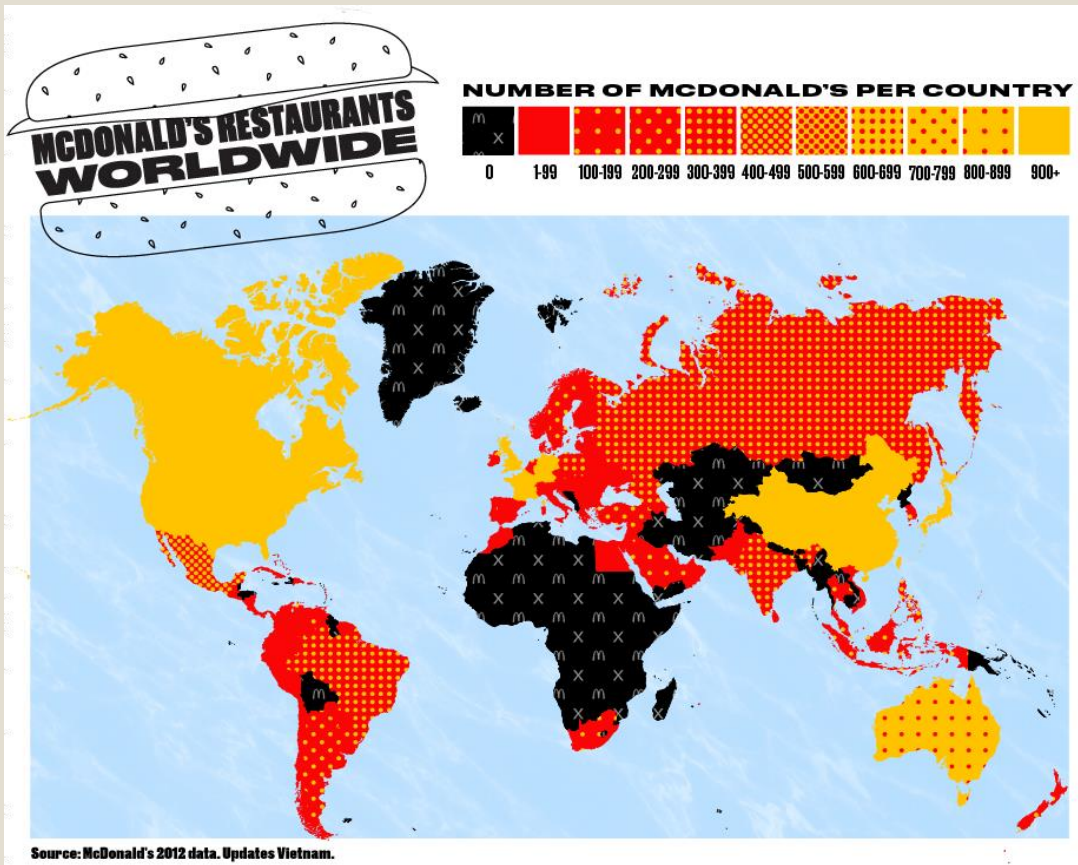 MCDONALD'S RESTAURANTS
WORLDWIDE
NUMBER OF MCDONALD'S PER COUNTRY
0 1-99 100-199 200-299 300-399 400-499 500-599 600-699 700-799 800-899 900+
Source: McDonald's 2012 data. Updates Vietnam.